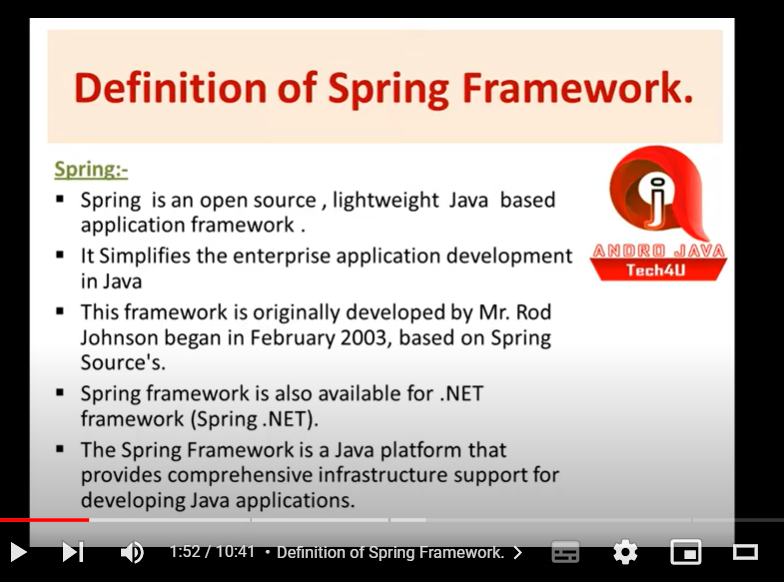 Definition of Spring Framework.
Spring:-
▪ Spring is an open source , lightweight Java based
application framework .
▪ It Simplifies the enterprise application development
in Java
▪ This framework is originally developed by Mr. Rod
Johnson began in February 2003, based on Spring
Source's.
▪ Spring framework is also available for .NET
framework (Spring .NET).
▪ The Spring Framework is a Java platform that
provides comprehensive infrastructure support for
developing Java applications.
j
ANDRO JAVA
Tech4U
1:52 / 10:41 • Definition of Spring Framework. >